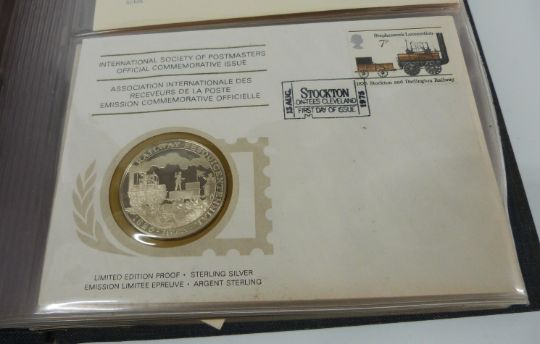 INTERNATIONAL SOCIETY OF POSTMASTERS
OFFICIAL COMMEMORATIVE ISSUE
ASSOCIATION INTERNATIONALE DES
RECEVEURS DE LA POSTE
EMISSION COMMEMORATIVE OFFICIELLE
7p Stephenson's Locomotion
1825 Stockton and Darlington Railway
15 AUG. STOCKTON 1975
ON-TEES CLEVELAND
FIRST DAY OF ISSUE
RAILWAY
LIMITED EDITION PROOF • STERLING SILVER
EMISSION LIMITEE EPREUVE • ARGENT STERLING